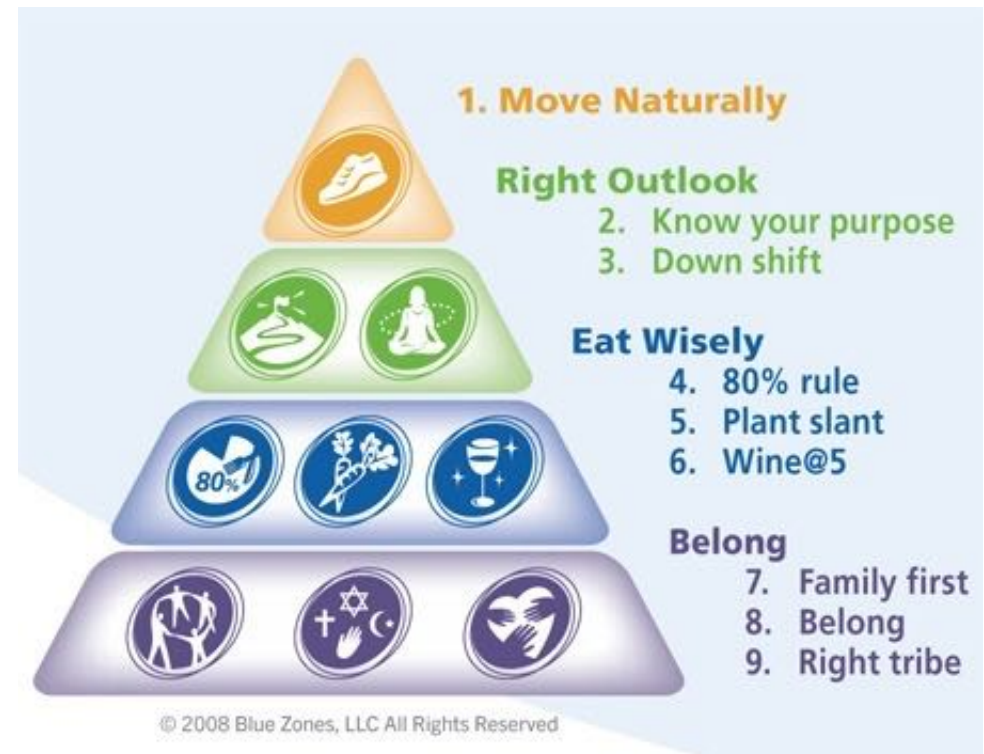 1. Move Naturally
Right Outlook
2. Know your purpose
3. Down shift
Eat Wisely
4. 80% rule
5. Plant slant
6. Wine@5
80%
Belong
7. Family first
8. Belong
9. Right tribe
© 2008 Blue Zones, LLC All Rights Reserved